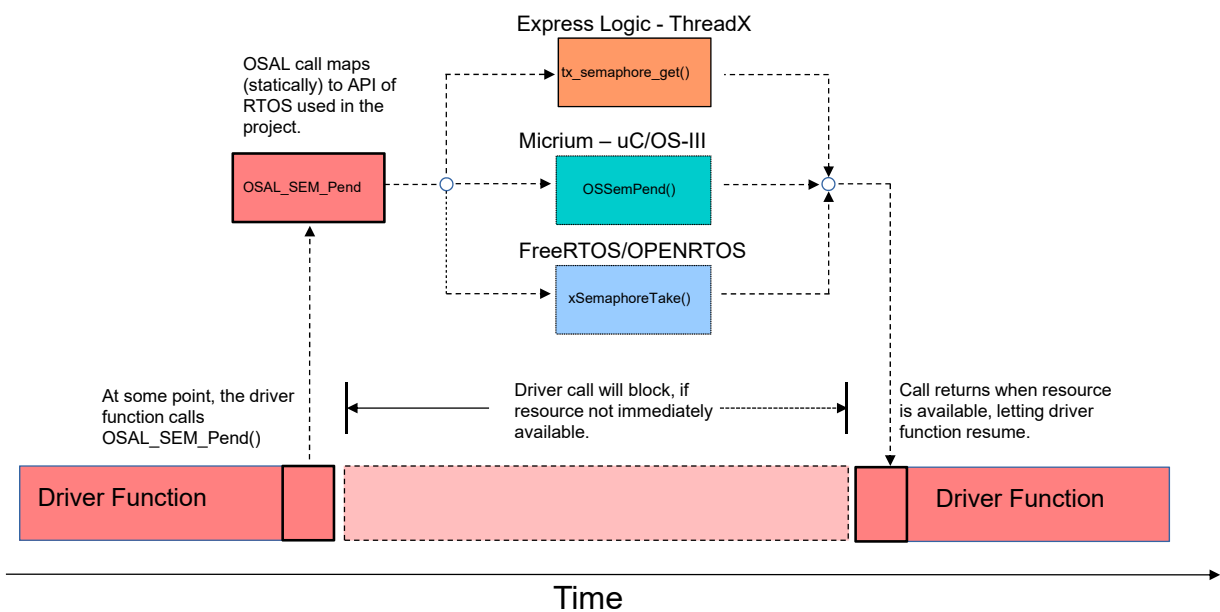 Express Logic - ThreadX
OSAL call maps
(statically) to API of
RTOS used in the
project.
tx_semaphore_get()
Micrium – uC/OS-III
OSAL_SEM_Pend
OSSemPend()
FreeRTOS/OPENRTOS
xSemaphoreTake()
At some point, the driver
function calls
OSAL_SEM_Pend()
Driver call will block, if
resource not immediately
available.
Call returns when resource
is available, letting driver
function resume.
Driver Function
Driver Function
Time